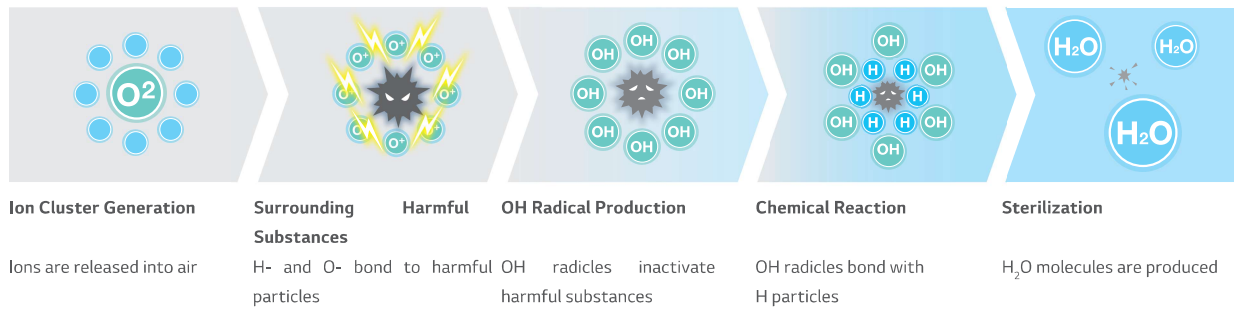 O²
O⁺
O⁺
O⁺
O⁺
O⁺
O⁺
O⁺
O⁺
OH
OH
OH
OH
OH
OH
OH
OH
OH
OH
OH
OH
OH
OH
H
H
H
H
H
H
H₂O
H₂O
H₂O
Ion Cluster Generation
Ions are released into air
Surrounding Harmful
Substances
H- and O- bond to harmful
particles
OH Radical Production
OH radicles inactivate
harmful substances
Chemical Reaction
OH radicles bond with
H particles
Sterilization
H₂O molecules are produced